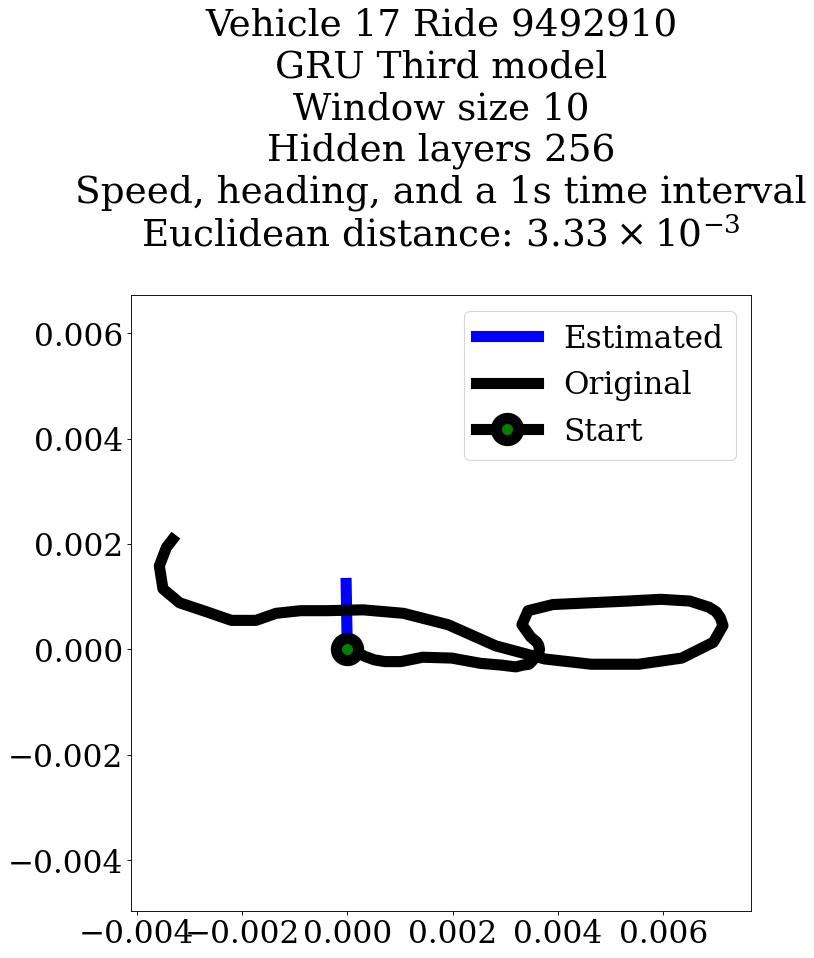 Vehicle 17 Ride 9492910
GRU Third model
Window size 10
Hidden layers 256
Speed, heading, and a 1s time interval
Euclidean distance: 3.33 × 10⁻³
Estimated
Original
Start
0.006
0.004
0.002
0.000
−0.002
−0.004
−0.004 −0.002 0.000 0.002 0.004 0.006